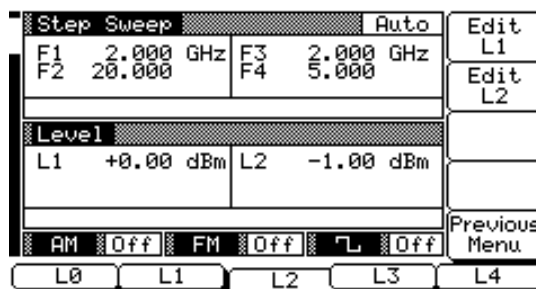 Step Sweep Auto
F1 2.000 GHz F3 2.000 GHz
F2 20.000 F4 5.000
Level
L1 +0.00 dBm L2 -1.00 dBm
AM Off FM Off Off
Edit
L1
Edit
L2
Previous
Menu
L0 L1 L2 L3 L4